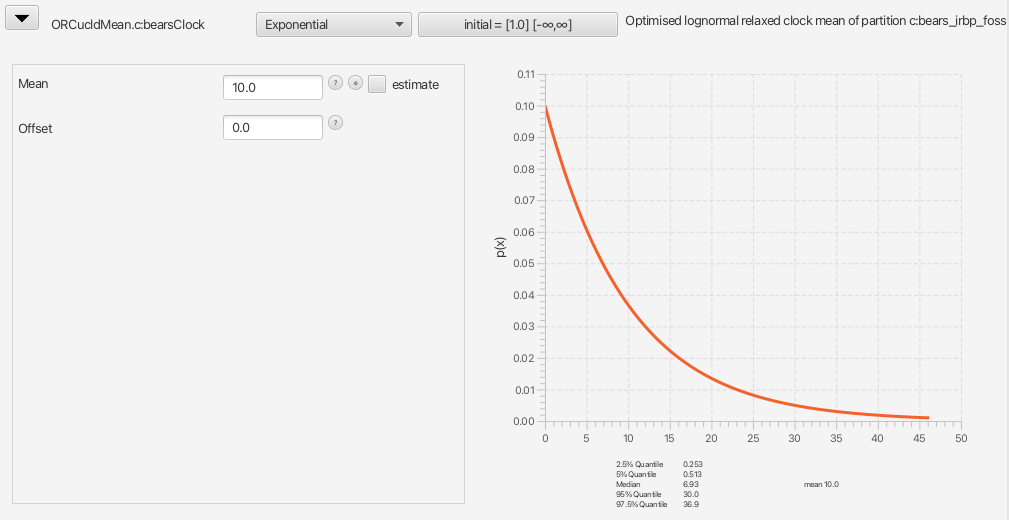 ORCucldMean.c:bearsClock
Exponential
initial = [1.0] [-∞,∞]
Optimised lognormal relaxed clock mean of partition c:bears_irbp_foss
Mean
10.0
?
estimate
Offset
0.0
?
p(x)
0.11
0.10
0.09
0.08
0.07
0.06
0.05
0.04
0.03
0.02
0.01
0.00
0 5 10 15 20 25 30 35 40 45 50
2.5% Quantile 0.253
5% Quantile 0.513
Median 6.93 mean 10.0
95% Quantile 30.0
97.5% Quantile 36.9